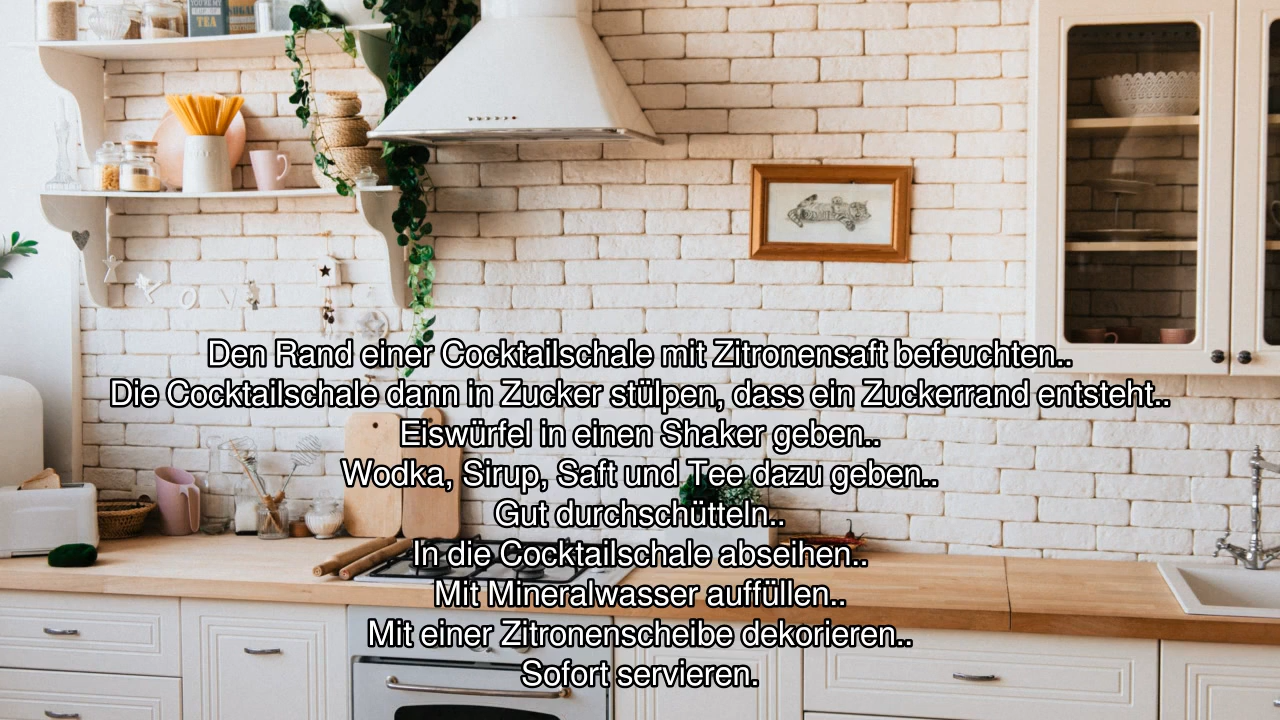 TEA
Den Rand einer Cocktailschale mit Zitronensaft befeuchten..
Die Cocktailschale dann in Zucker stülpen, dass ein Zuckerrand entsteht..
Eiswürfel in einen Shaker geben..
Wodka, Sirup, Saft und Tee dazu geben..
Gut durchschütteln..
In die Cocktailschale abseihen..
Mit Mineralwasser auffüllen..
Mit einer Zitronenscheibe dekorieren..
Sofort servieren.